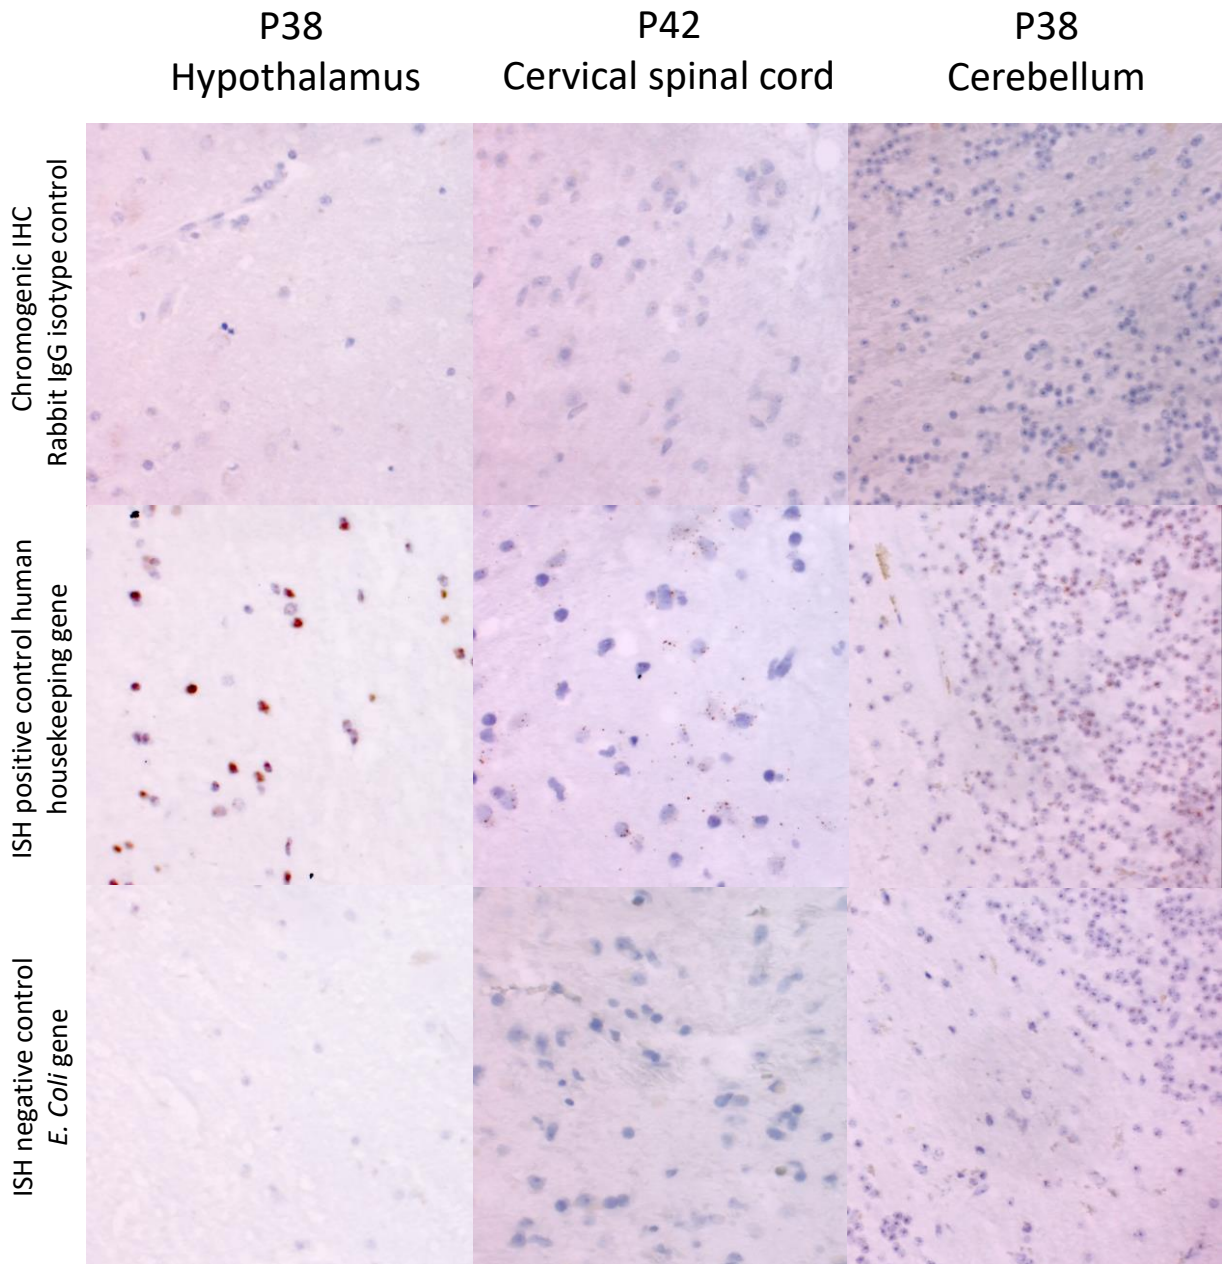 P38
Hypothalamus
P42
Cervical spinal cord
P38
Cerebellum
Chromogenic IHC
Rabbit IgG isotype control
ISH positive control human
housekeeping gene
ISH negative control
E. Coli gene